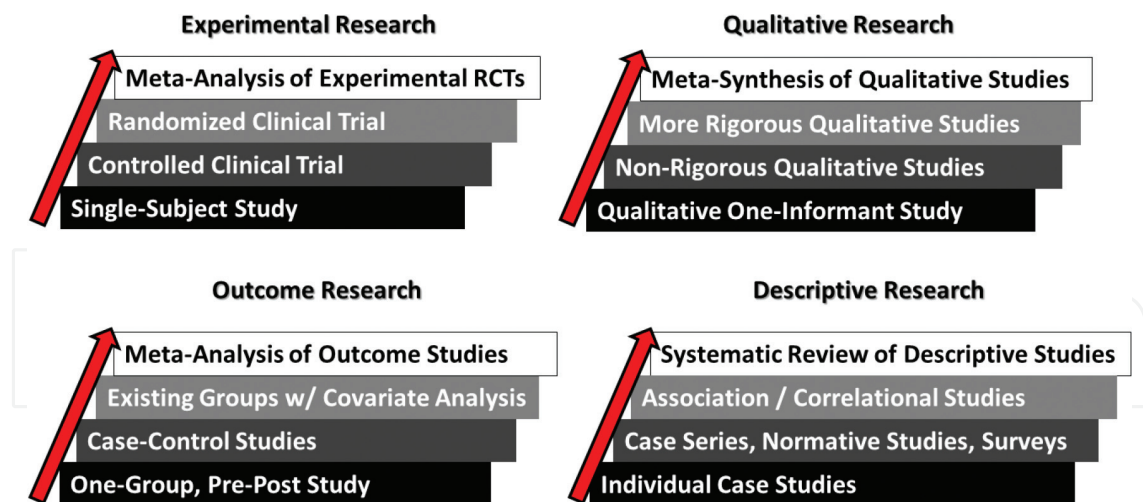 Experimental Research
Meta-Analysis of Experimental RCTs
Randomized Clinical Trial
Controlled Clinical Trial
Single-Subject Study
Qualitative Research
Meta-Synthesis of Qualitative Studies
More Rigorous Qualitative Studies
Non-Rigorous Qualitative Studies
Qualitative One-Informant Study
Outcome Research
Meta-Analysis of Outcome Studies
Existing Groups w/ Covariate Analysis
Case-Control Studies
One-Group, Pre-Post Study
Descriptive Research
Systematic Review of Descriptive Studies
Association / Correlational Studies
Case Series, Normative Studies, Surveys
Individual Case Studies